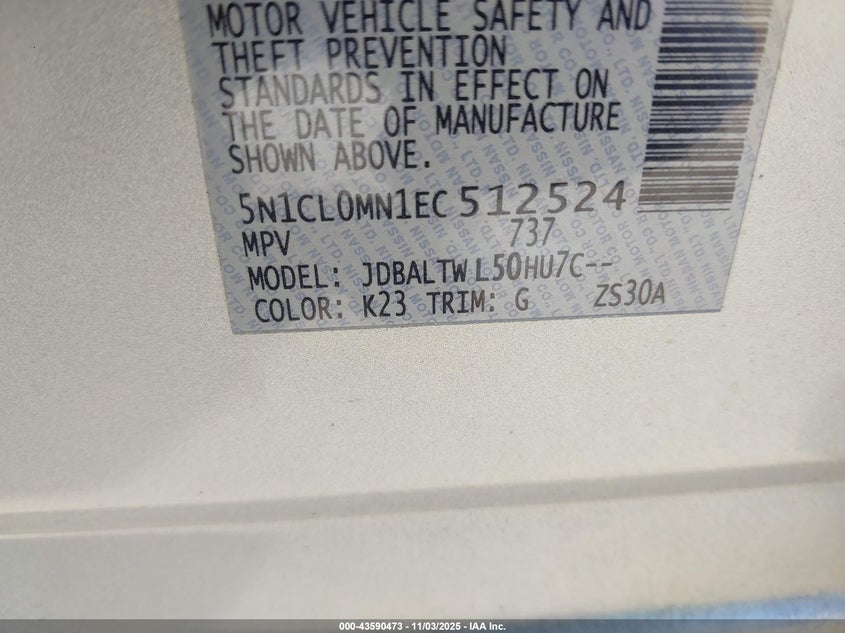 MOTOR VEHICLE SAFETY AND
THEFT PREVENTION
STANDARDS IN EFFECT ON
THE DATE OF MANUFACTURE
SHOWN ABOVE.
5N1CL0MN1EC512524
MPV 737
MODEL: JDBALTWL50HU7C--
COLOR: K23 TRIM: G ZS30A
000-43590473 - 11/03/2025 - IAA Inc.